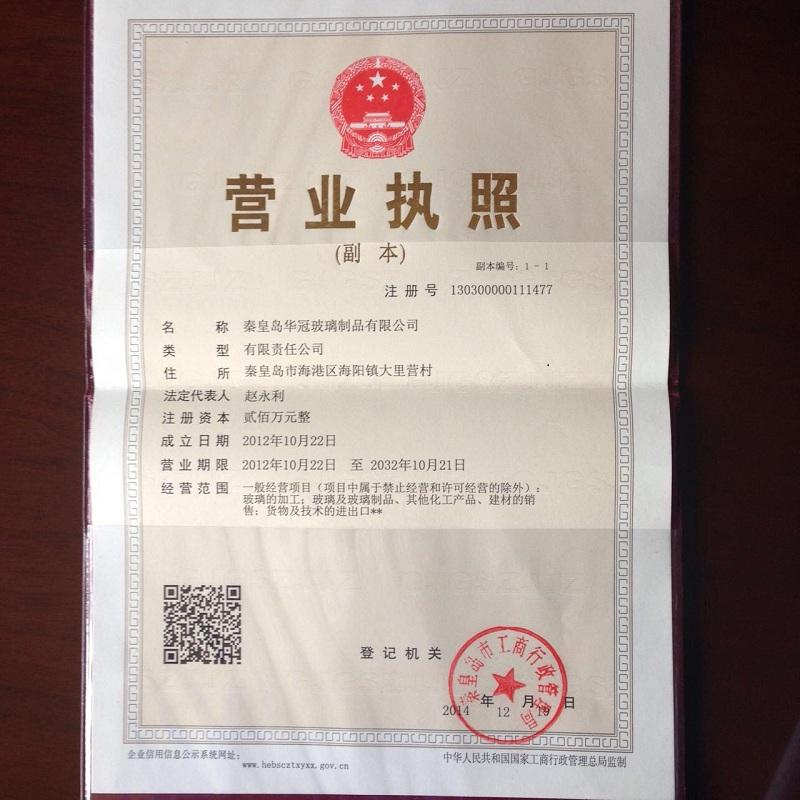 营业执照
(副 本)
副本编号：1-1
注册号 130300000111477
名称 秦皇岛华冠玻璃制品有限公司
类型 有限责任公司
住所 秦皇岛市海港区海阳镇大里营村
法定代表人 赵永利
注册资本 贰佰万元整
成立日期 2012年10月22日
营业期限 2012年10月22日 至 2032年10月21日
经营范围 一般经营项目（项目中属于禁止经营和许可经营的除外）：
玻璃的加工；玻璃及玻璃制品、其他化工产品、建材的销
售；货物及技术的进出口**
登记机关
秦皇岛市工商行政管理局
2014年12月19日
企业信用信息公示系统网址：
www.hebscztxyxx.gov.cn
中华人民共和国国家工商行政管理总局监制